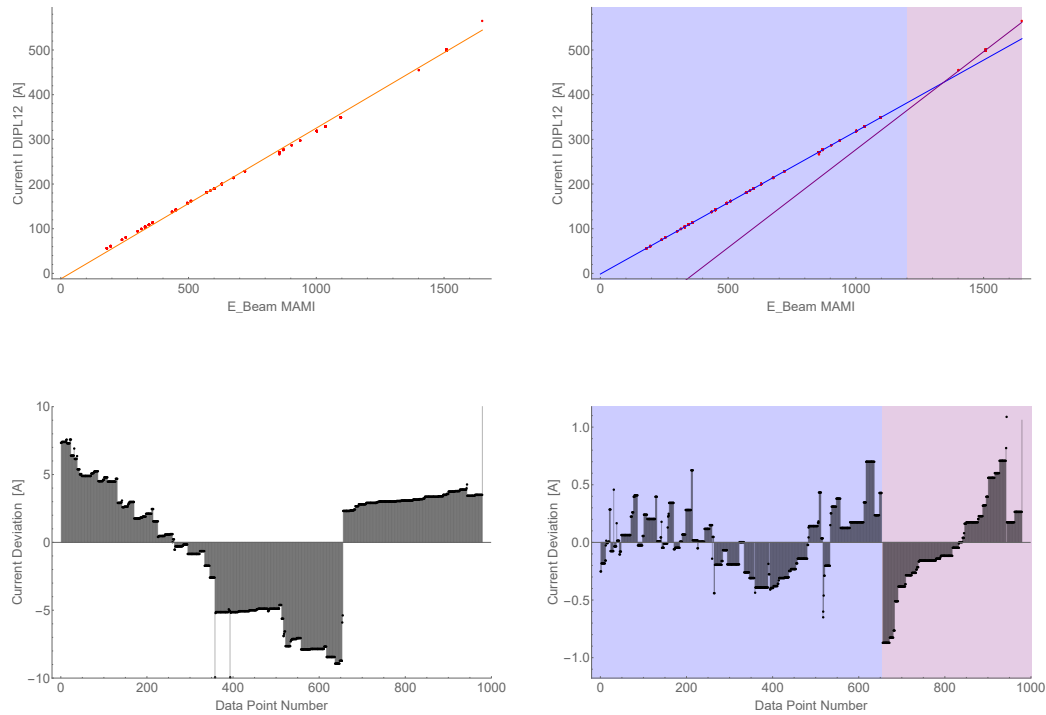 500
400
300
200
100
0
Current I DIPL12 [A]
0 500 1000 1500
E_Beam MAMI
500
400
300
200
100
0
Current I DIPL12 [A]
0 500 1000 1500
E_Beam MAMI
10
5
0
−5
−10
Current Deviation [A]
0 200 400 600 800 1000
Data Point Number
1.0
0.5
0.0
−0.5
−1.0
Current Deviation [A]
0 200 400 600 800 1000
Data Point Number